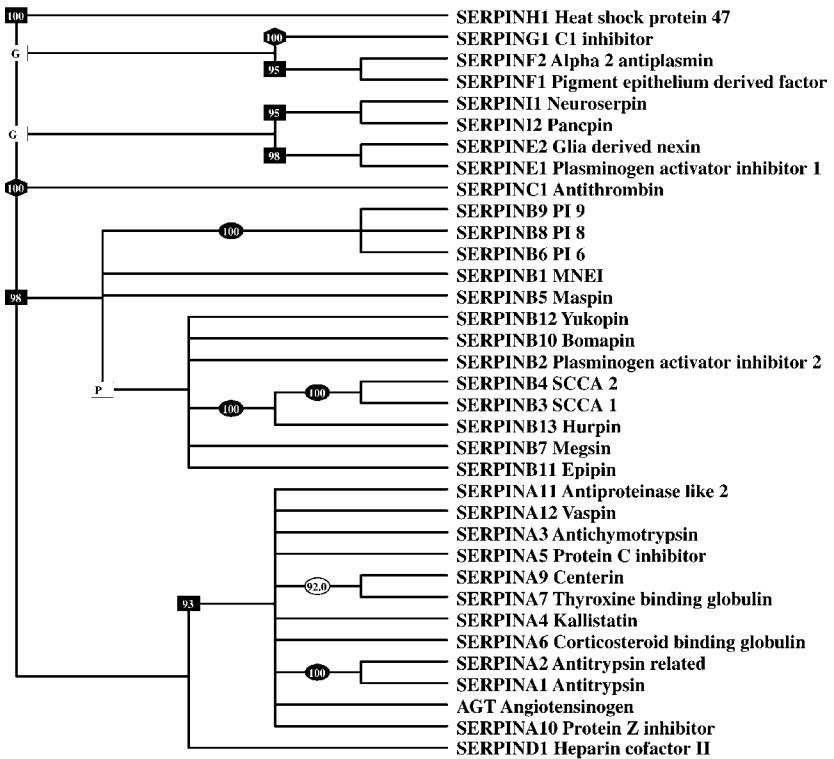 100 SERPINH1 Heat shock protein 47
100 SERPING1 C1 inhibitor
G
SERPINF2 Alpha 2 antiplasmin
95
SERPINF1 Pigment epithelium derived factor
SERPINI1 Neuroserpin
95
SERPINI2 Pancpin
G
SERPINE2 Glia derived nexin
98
SERPINE1 Plasminogen activator inhibitor 1
100 SERPINC1 Antithrombin
SERPINB9 PI 9
100 SERPINB8 PI 8
SERPINB6 PI 6
SERPINB1 MNEI
98 SERPINB5 Maspin
SERPINB12 Yukopin
SERPINB10 Bomapin
SERPINB2 Plasminogen activator inhibitor 2
SERPINB4 SCCA 2
P 100
SERPINB3 SCCA 1
100
SERPINB13 Hurpin
SERPINB7 Megsin
SERPINB11 Epipin
SERPINA11 Antiproteinase like 2
SERPINA12 Vaspin
SERPINA3 Antichymotrypsin
SERPINA5 Protein C inhibitor
SERPINA9 Centerin
92.0
SERPINA7 Thyroxine binding globulin
93
SERPINA4 Kallistatin
SERPINA6 Corticosteroid binding globulin
SERPINA2 Antitrypsin related
100
SERPINA1 Antitrypsin
AGT Angiotensinogen
SERPINA10 Protein Z inhibitor
SERPIND1 Heparin cofactor II